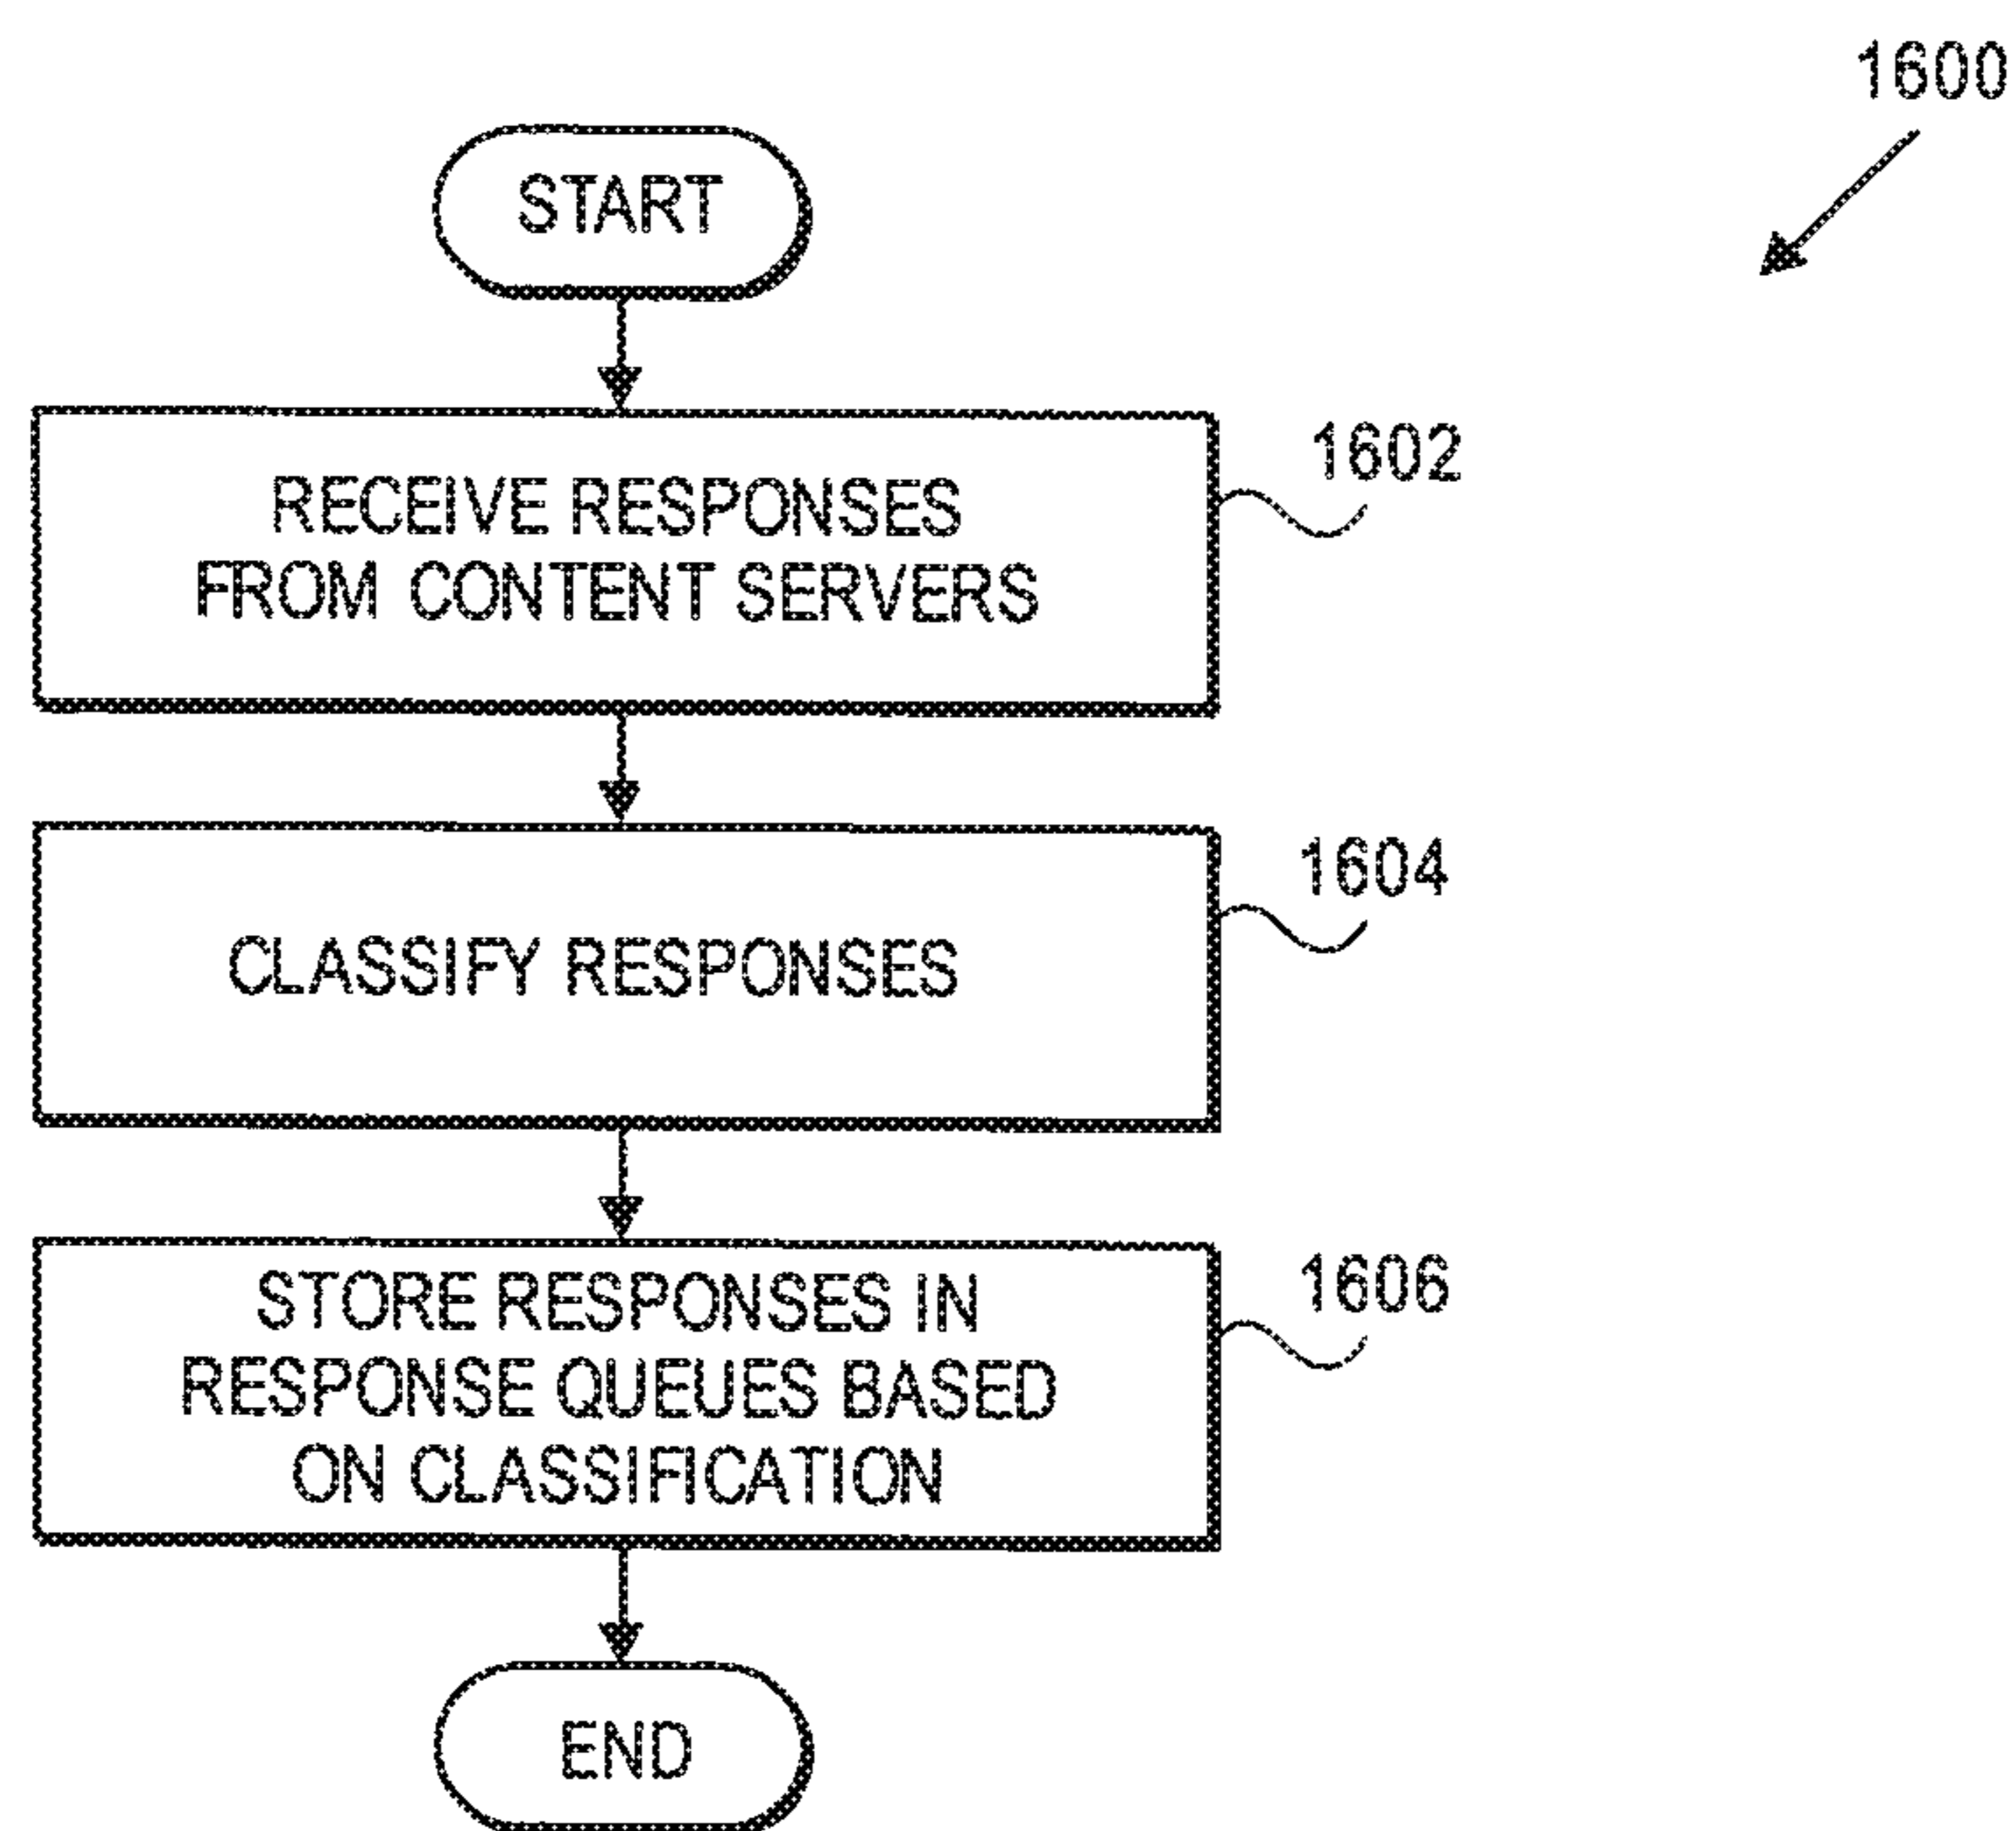 1600
START
RECEIVE RESPONSES
FROM CONTENT SERVERS
1602
CLASSIFY RESPONSES
1604
STORE RESPONSES IN
RESPONSE QUEUES BASED
ON CLASSIFICATION
1606
END